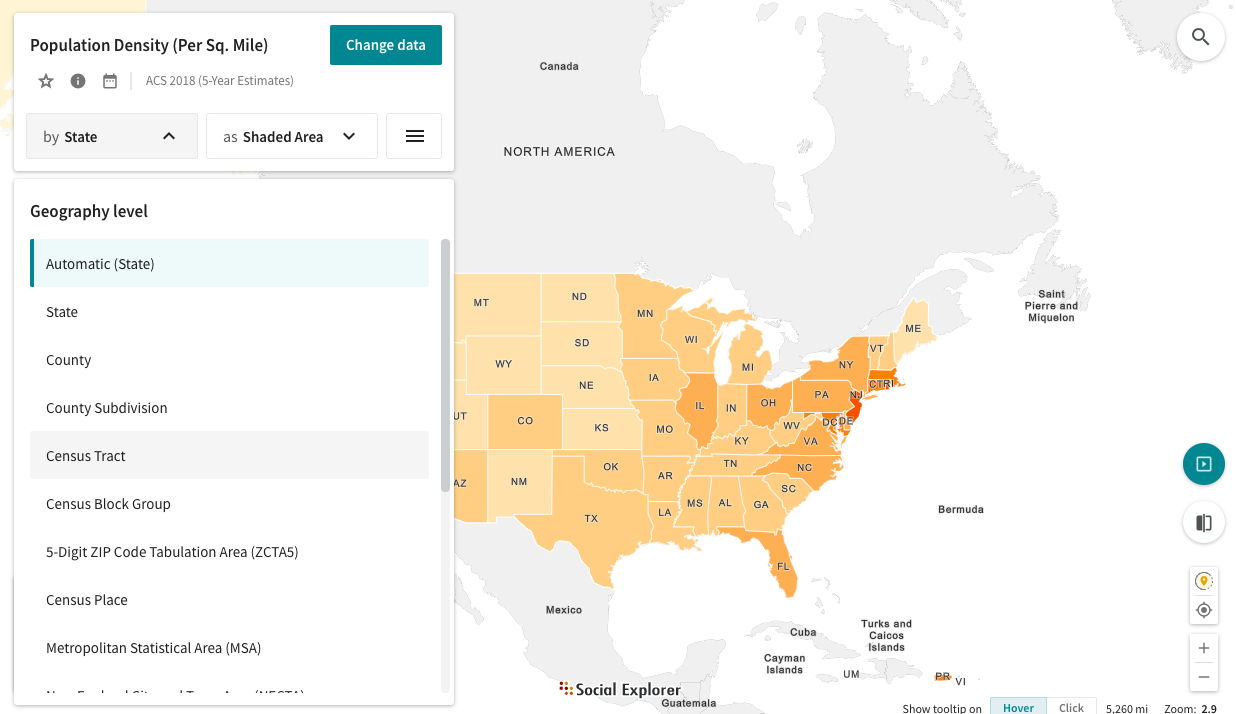 Population Density (Per Sq. Mile)
Change data
ACS 2018 (5-Year Estimates)
by State
as Shaded Area
Geography level
Automatic (State)
State
County
County Subdivision
Census Tract
Census Block Group
5-Digit ZIP Code Tabulation Area (ZCTA5)
Census Place
Metropolitan Statistical Area (MSA)
Canada
NORTH AMERICA
Saint
Pierre and
Miquelon
MT
ND
MN
ME
SD
WI
VT
WY
MI
NY
IA
NE
CT
RI
PA
NJ
IL
IN
OH
UT
CO
KS
MO
WV
DC
DE
KY
VA
OK
TN
NC
AZ
NM
AR
SC
TX
LA
MS
AL
GA
Bermuda
FL
Mexico
Cuba
Turks and
Caicos
Islands
Cayman
Islands
UM
PR
VI
Social Explorer
Guatemala
Show tooltip on
Hover
Click
5,260 mi
Zoom: 2.9